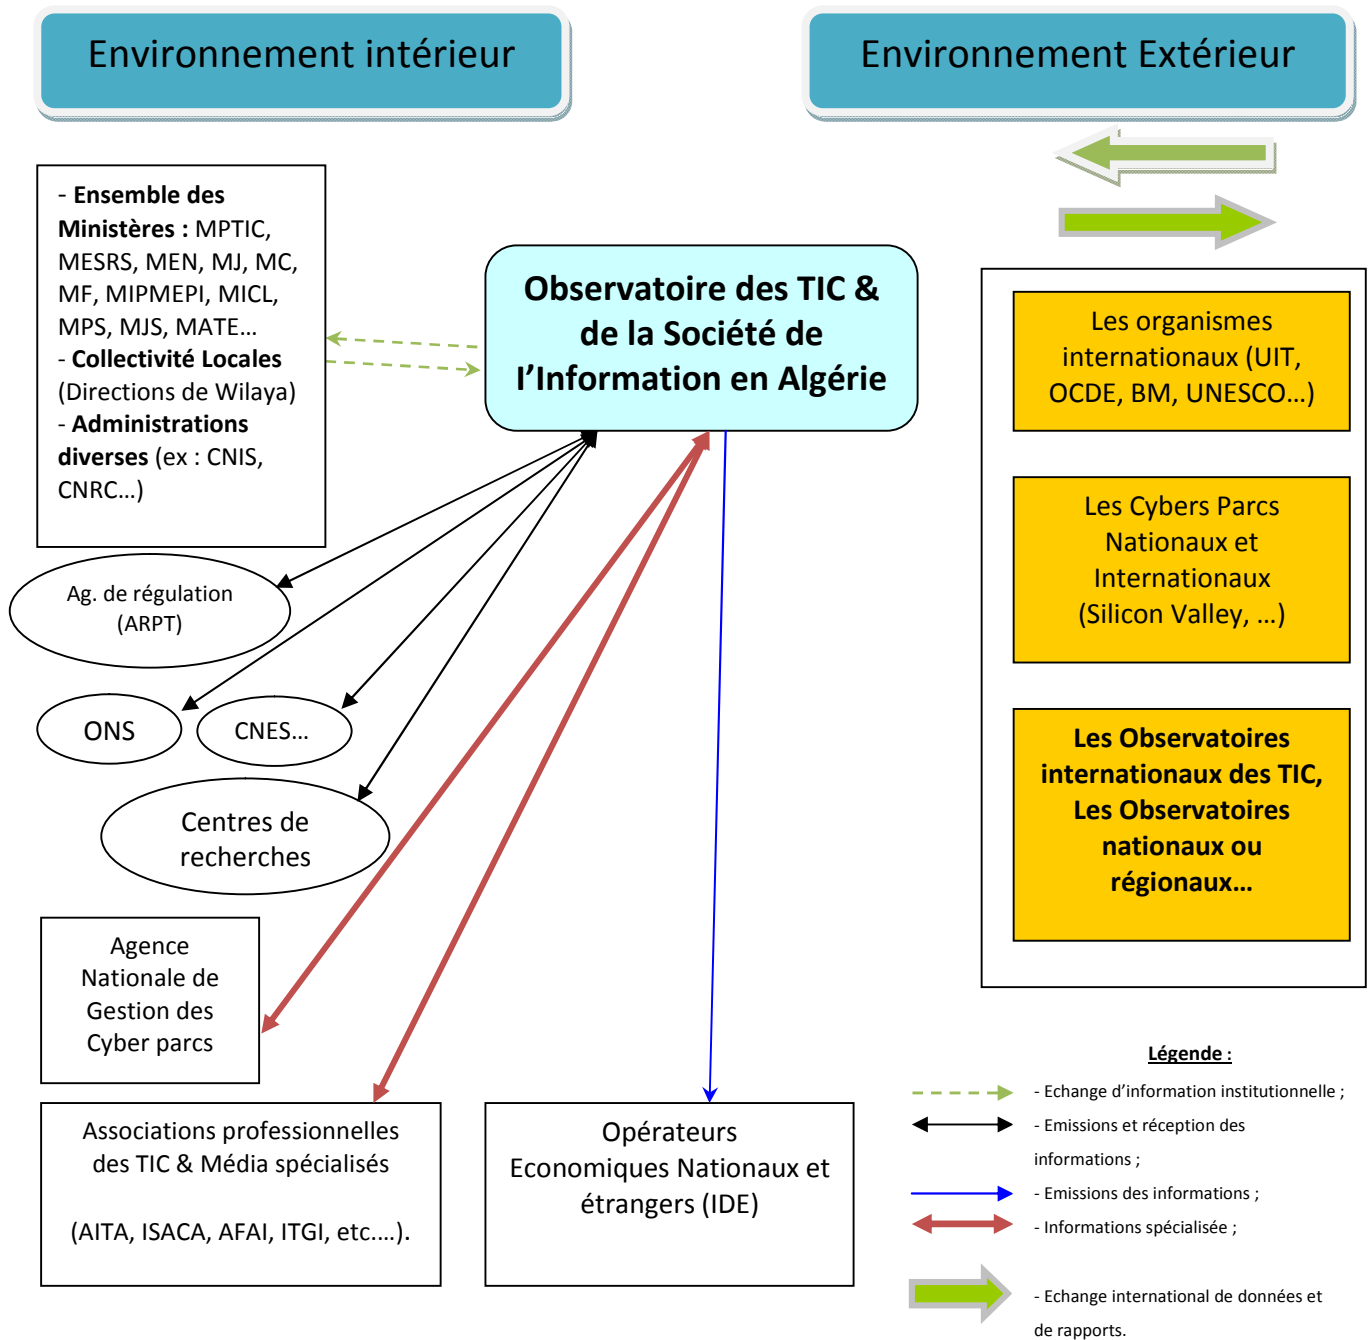 Environnement intérieur
Environnement Extérieur
- Ensemble des
Ministères : MPTIC,
MESRS, MEN, MJ, MC,
MF, MIPMEPI, MICL,
MPS, MJS, MATE…
- Collectivité Locales
(Directions de Wilaya)
- Administrations
diverses (ex : CNIS,
CNRC…)
Observatoire des TIC &
de la Société de
l’Information en Algérie
Les organismes
internationaux (UIT,
OCDE, BM, UNESCO…)
Les Cybers Parcs
Nationaux et
Internationaux
(Silicon Valley, …)
Les Observatoires
internationaux des TIC,
Les Observatoires
nationaux ou
régionaux…
Ag. de régulation
(ARPT)
ONS
CNES…
Centres de
recherches
Agence
Nationale de
Gestion des
Cyber parcs
Associations professionnelles
des TIC & Média spécialisés
(AITA, ISACA, AFAI, ITGI, etc.…).
Opérateurs
Economiques Nationaux et
étrangers (IDE)
Légende :
- Echange d’information institutionnelle ;
- Emissions et réception des
informations ;
- Emissions des informations ;
- Informations spécialisée ;
- Echange international de données et
de rapports.